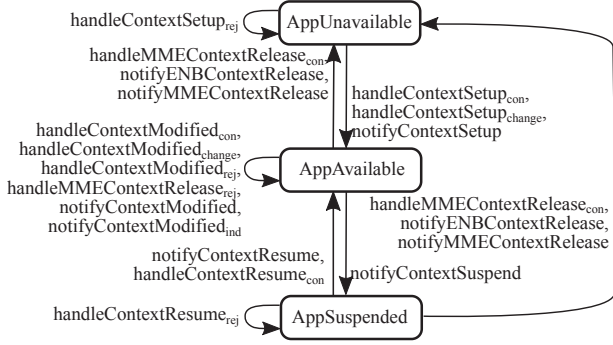 handleContextSetup_rej
AppUnavailable
handleMMEContextRelease_con,
notifyENBContextRelease,
notifyMMEContextRelease
handleContextSetup_con,
handleContextSetup_change,
notifyContextSetup
handleContextModified_con,
handleContextModified_change,
handleContextModified_rej,
handleMMEContextRelease_rej,
notifyContextModified,
notifyContextModified_ind
AppAvailable
handleMMEContextRelease_con,
notifyENBContextRelease,
notifyMMEContextRelease
notifyContextResume,
handleContextResume_con
notifyContextSuspend
handleContextResume_rej
AppSuspended